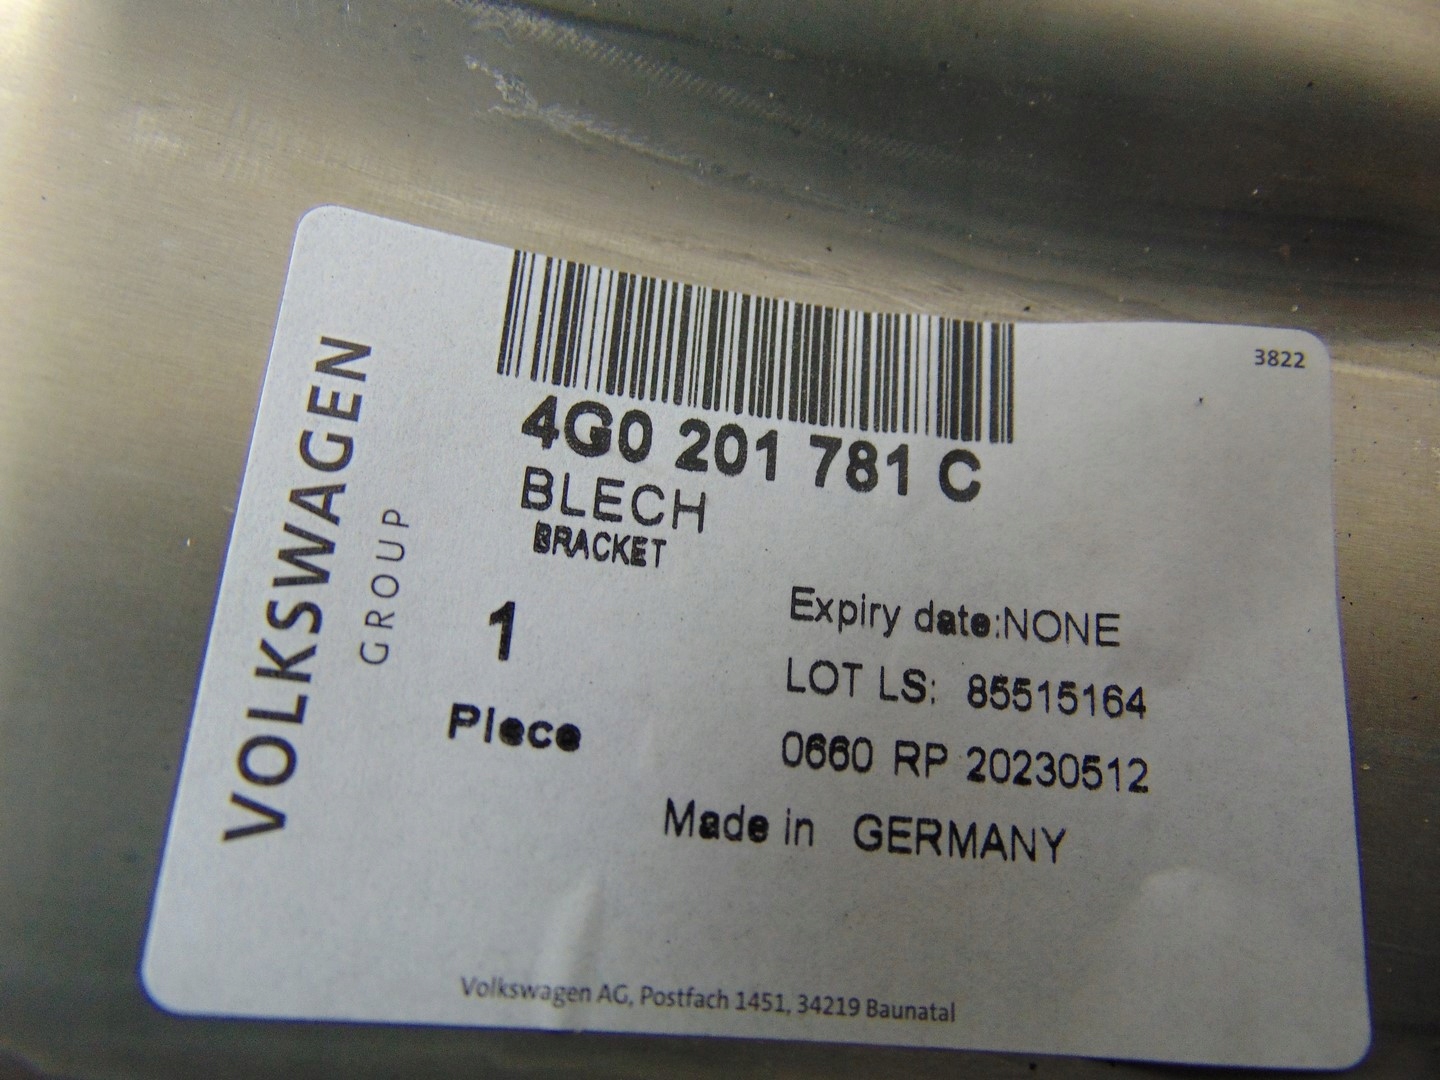 VOLKSWAGEN
GROUP
3822
4G0 201 781 C
BLECH
BRACKET
1
Piece
Expiry date:NONE
LOT LS: 85515164
0660 RP 20230512
Made in GERMANY
Volkswagen AG, Postfach 1451, 34219 Baunatal